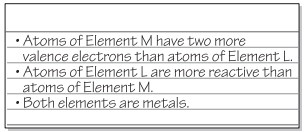 • Atoms of Element M have two more
valence electrons than atoms of Element L.
• Atoms of Element L are more reactive than
atoms of Element M.
• Both elements are metals.